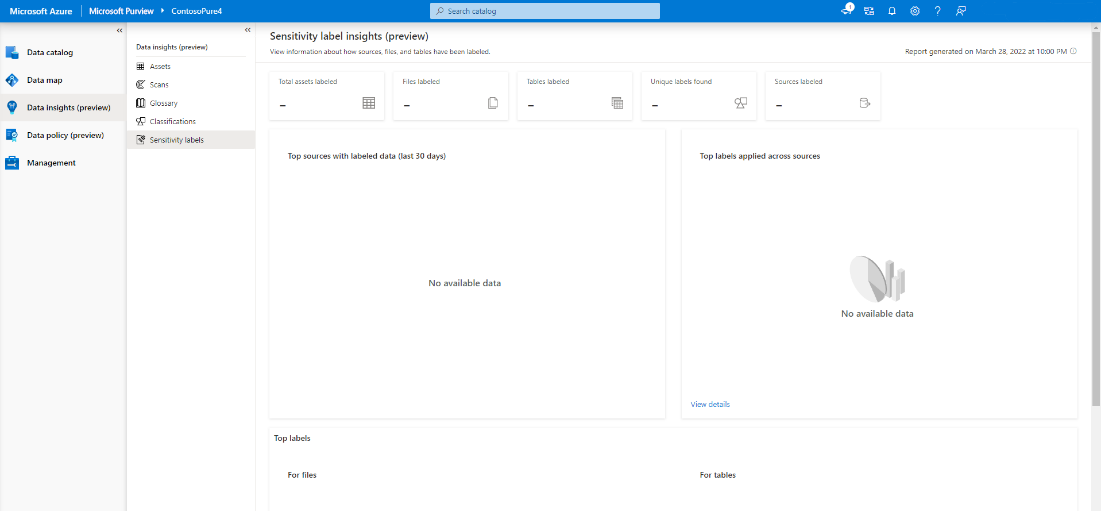 Microsoft Azure
Microsoft Purview
ContosoPure4
Search catalog
1
?
Data catalog
Data map
Data insights (preview)
Data policy (preview)
Management
Data insights (preview)
Assets
Scans
Glossary
Classifications
Sensitivity labels
Sensitivity label insights (preview)
View information about how sources, files, and tables have been labeled.
Report generated on March 28, 2022 at 10:00 PM
Total assets labeled
–
Files labeled
–
Tables labeled
–
Unique labels found
–
Sources labeled
–
Top sources with labeled data (last 30 days)
No available data
Top labels applied across sources
No available data
View details
Top labels
For files
For tables